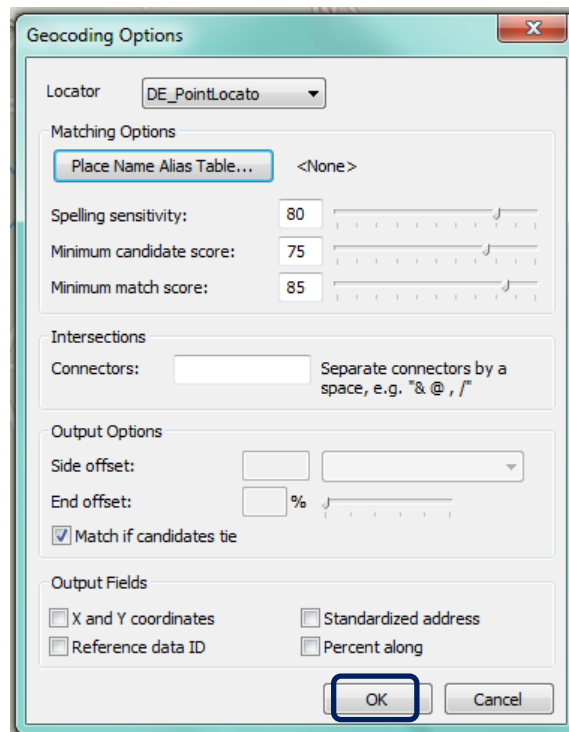 Geocoding Options
Locator DE_PointLocato
Matching Options
Place Name Alias Table... <None>
Spelling sensitivity: 80
Minimum candidate score: 75
Minimum match score: 85
Intersections
Connectors: Separate connectors by a
space, e.g. "& @ , /"
Output Options
Side offset:
End offset: %
Match if candidates tie
Output Fields
X and Y coordinates Standardized address
Reference data ID Percent along
OK Cancel